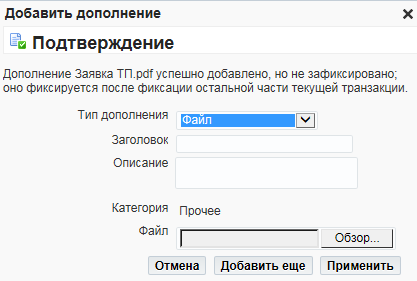 Добавить дополнение
Подтверждение
Дополнение Заявка ТП.pdf успешно добавлено, но не зафиксировано;
оно фиксируется после фиксации остальной части текущей транзакции.
Тип дополнения Файл
Заголовок
Описание
Категория Прочее
Файл Обзор...
Отмена Добавить еще Применить